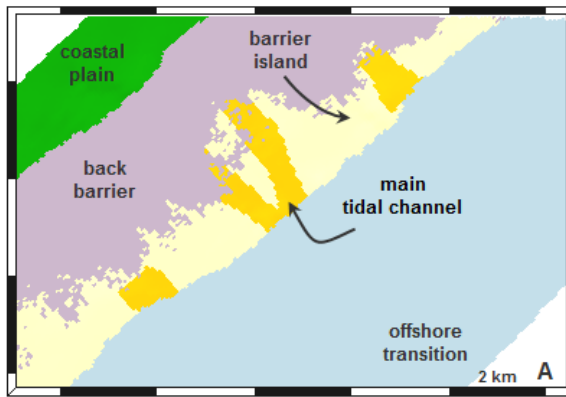 coastal
plain
barrier
island
back
barrier
main
tidal channel
offshore
transition
2 km
A